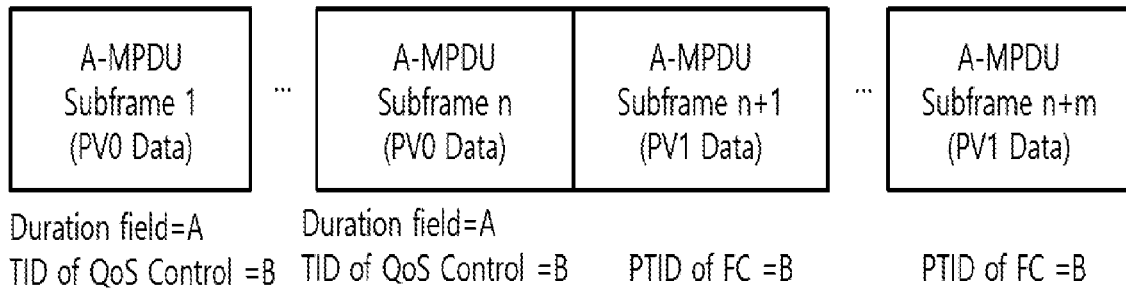 A-MPDU
Subframe 1
(PV0 Data)
...
A-MPDU
Subframe n
(PV0 Data)
A-MPDU
Subframe n+1
(PV1 Data)
...
A-MPDU
Subframe n+m
(PV1 Data)
Duration field=A
TID of QoS Control =B
Duration field=A
TID of QoS Control =B
PTID of FC =B
PTID of FC =B